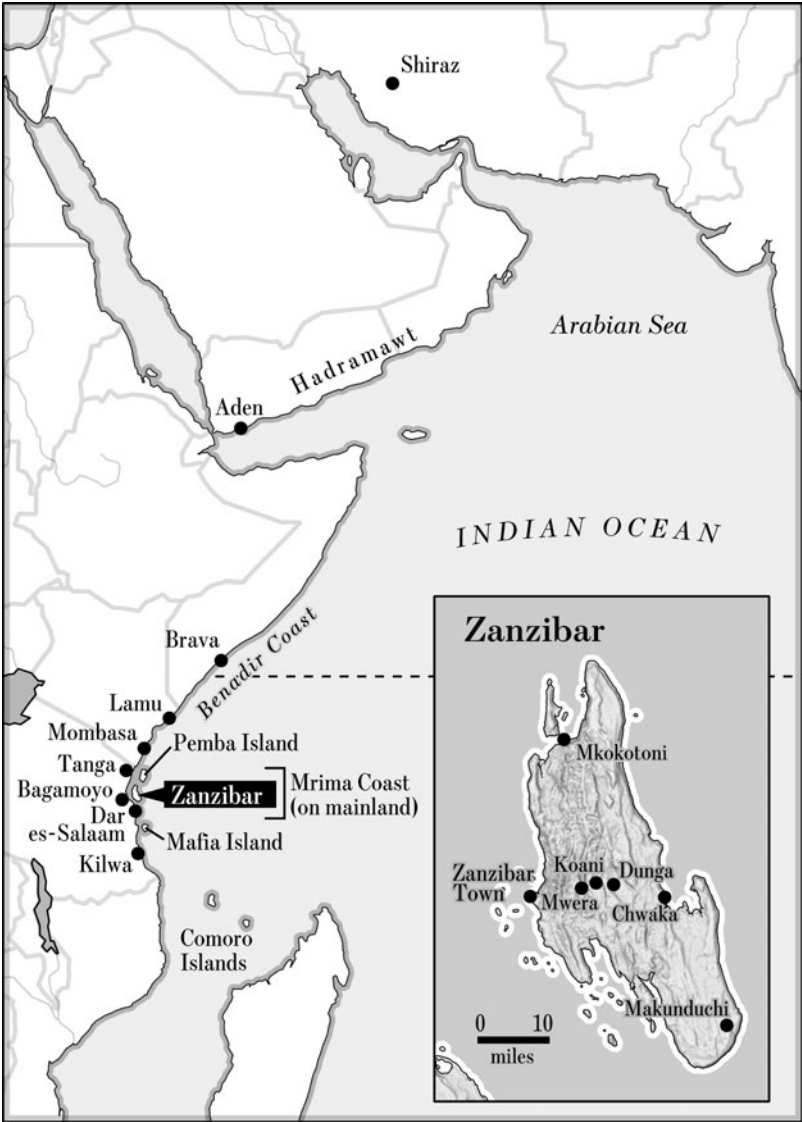 Shiraz
Arabian Sea
Hadramawt
Aden
INDIAN OCEAN
Benadir Coast
Brava
Lamu
Mombasa
Pemba Island
Tanga
Bagamoyo
Zanzibar
Mrima Coast
(on mainland)
Dar
es-Salaam
Mafia Island
Kilwa
Comoro
Islands
Zanzibar
Mkokotoni
Koani
Dunga
Zanzibar
Town
Mwera
Chwaka
Makunduchi
0 10
miles